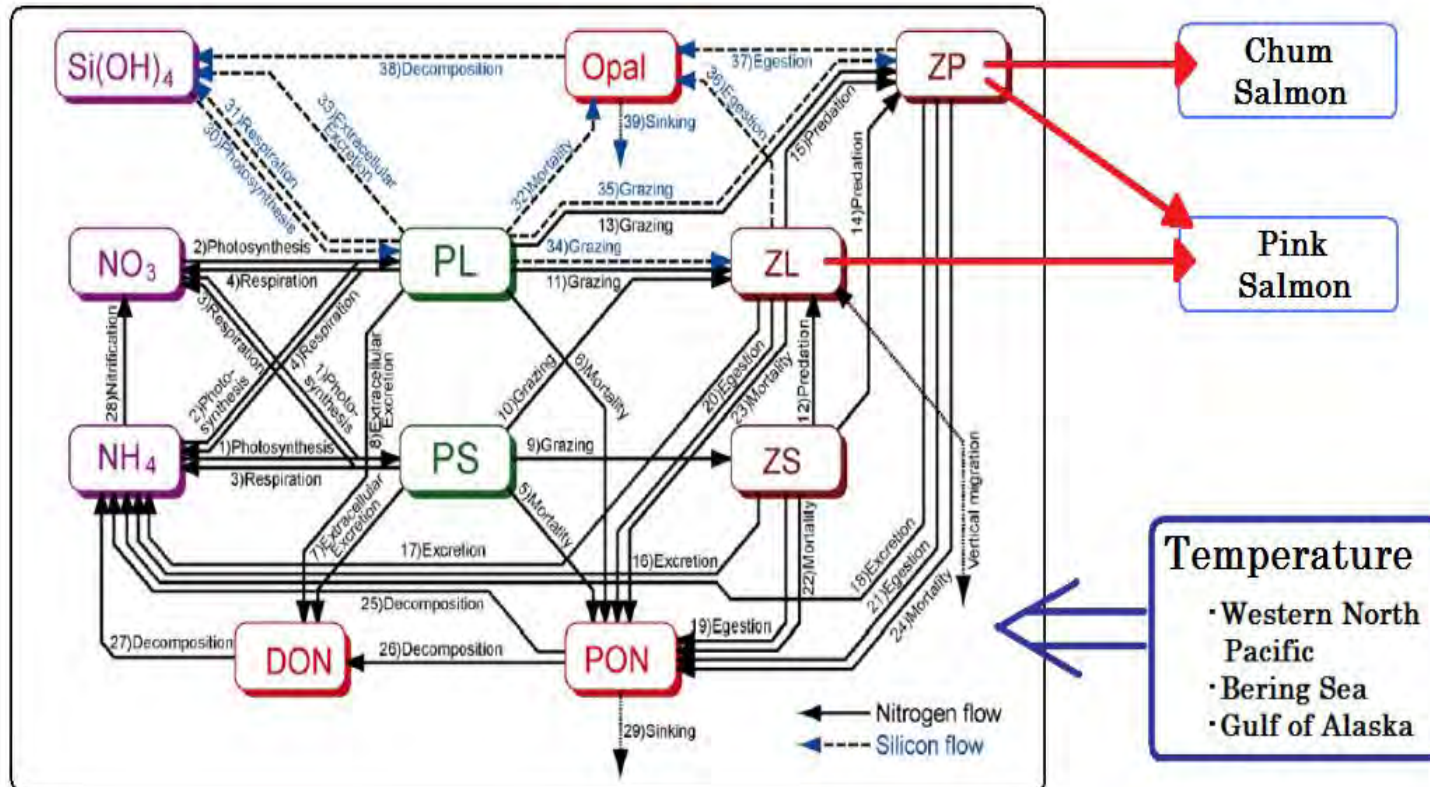 Si(OH)4
Opal
ZP
Chum
Salmon
38)Decomposition
37)Egestion
36)Egestion
39)Sinking
31)Respiration
30)Photosynthesis
33)Extracellular
Excretion
32)Mortality
35)Grazing
13)Grazing
15)Predation
14)Predation
NO3
2)Photosynthesis
4)Respiration
PL
34)Grazing
11)Grazing
ZL
Pink
Salmon
3)Respiration
4)Respiration
1)Photo-
synthesis
2)Photo-
synthesis
28)Nitrification
8)Extracellular
Excretion
6)Mortality
10)Grazing
20)Egestion
23)Mortality
12)Predation
Vertical migration
NH4
1)Photosynthesis
3)Respiration
PS
9)Grazing
ZS
5)Mortality
7)Extracellular
Excretion
17)Excretion
16)Excretion
22)Mortality
18)Excretion
21)Egestion
24)Mortality
25)Decomposition
19)Egestion
27)Decomposition
DON
26)Decomposition
PON
29)Sinking
Nitrogen flow
Silicon flow
Temperature
・Western North
Pacific
・Bering Sea
・Gulf of Alaska